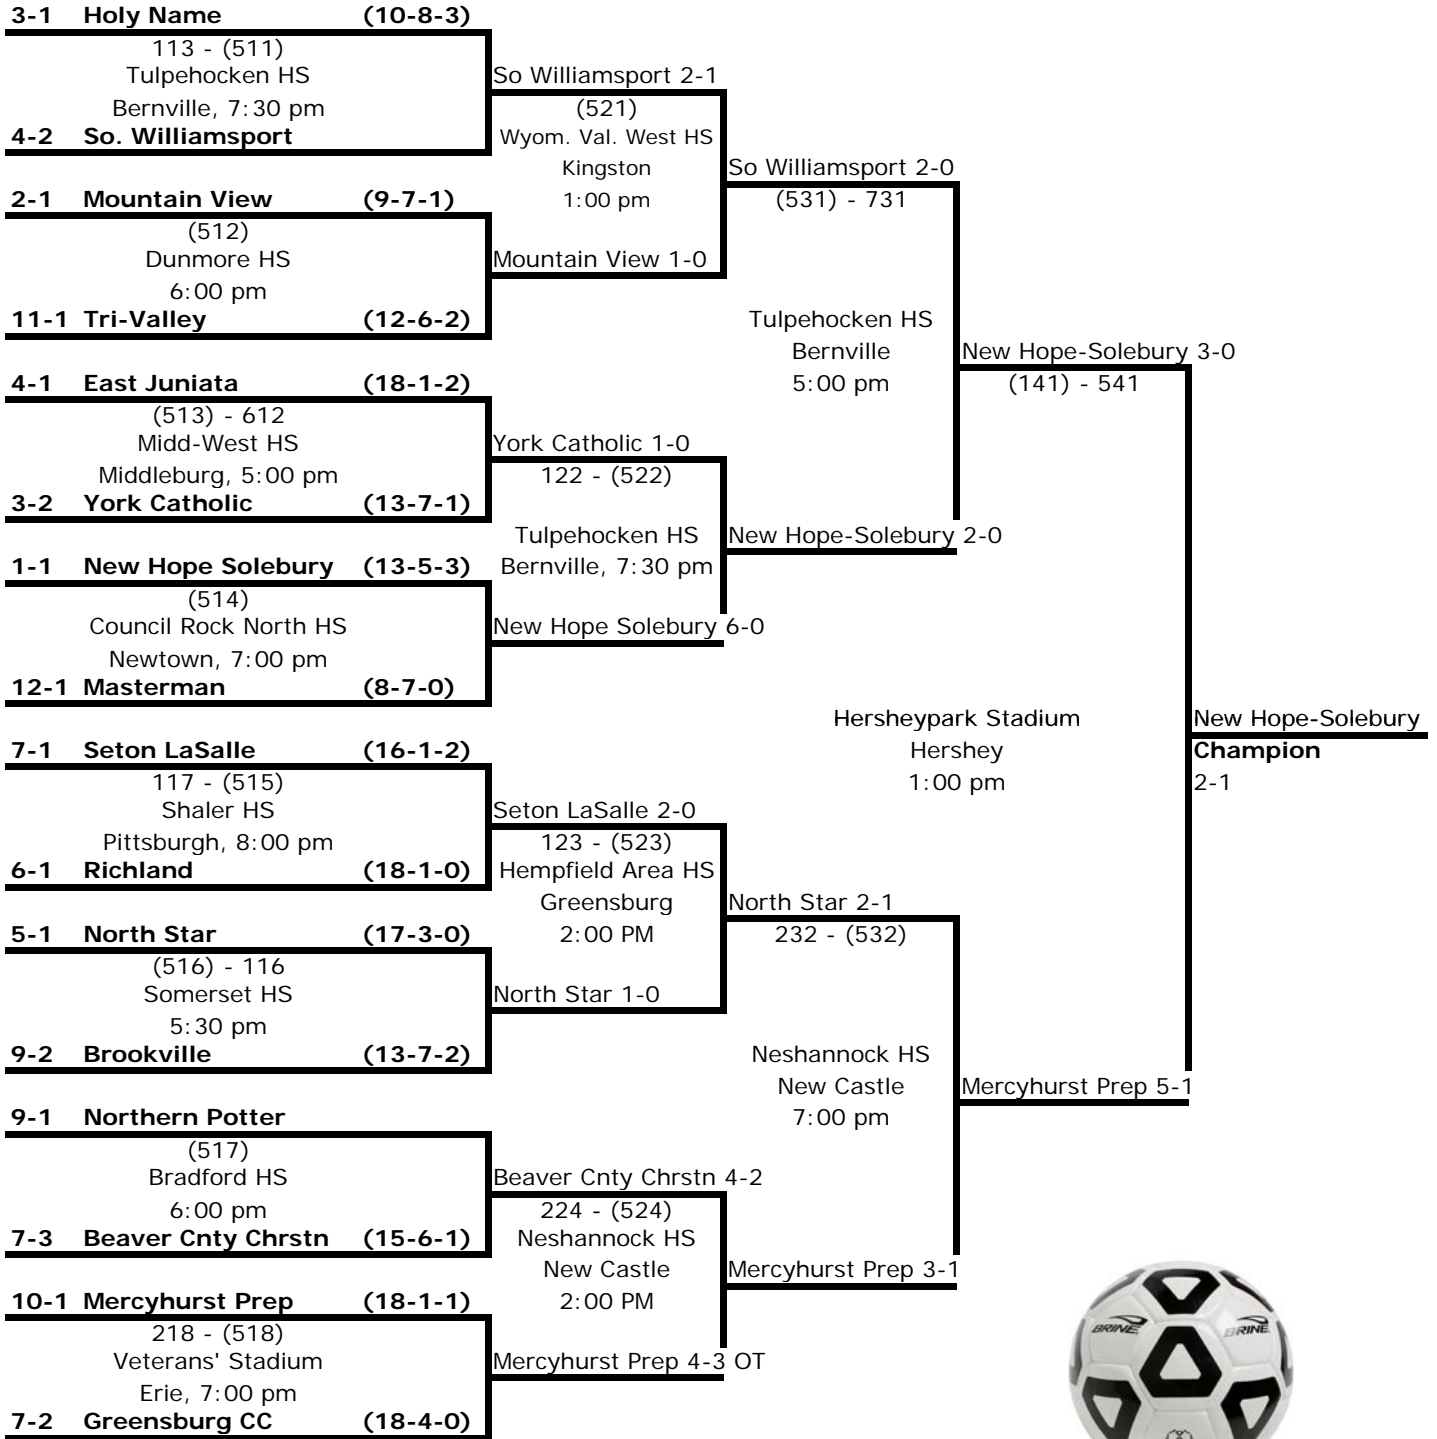 3-1 Holy Name (10-8-3)
113 - (511)
Tulpehocken HS
Bernville, 7:30 pm
4-2 So. Williamsport
2-1 Mountain View (9-7-1)
(512)
Dunmore HS
6:00 pm
11-1 Tri-Valley (12-6-2)
4-1 East Juniata (18-1-2)
(513) - 612
Midd-West HS
Middleburg, 5:00 pm
3-2 York Catholic (13-7-1)
1-1 New Hope Solebury (13-5-3)
(514)
Council Rock North HS
Newtown, 7:00 pm
12-1 Masterman (8-7-0)
7-1 Seton LaSalle (16-1-2)
117 - (515)
Shaler HS
Pittsburgh, 8:00 pm
6-1 Richland (18-1-0)
5-1 North Star (17-3-0)
(516) - 116
Somerset HS
5:30 pm
9-2 Brookville (13-7-2)
9-1 Northern Potter
(517)
Bradford HS
6:00 pm
7-3 Beaver Cnty Chrstn (15-6-1)
10-1 Mercyhurst Prep (18-1-1)
218 - (518)
Veterans' Stadium
Erie, 7:00 pm
7-2 Greensburg CC (18-4-0)
So Williamsport 2-1
(521)
Wyom. Val. West HS
Kingston
1:00 pm
Mountain View 1-0
York Catholic 1-0
122 - (522)
Tulpehocken HS
Bernville, 7:30 pm
New Hope Solebury 6-0
Seton LaSalle 2-0
123 - (523)
Hempfield Area HS
Greensburg
2:00 PM
North Star 1-0
Beaver Cnty Chrstn 4-2
224 - (524)
Neshannock HS
New Castle
2:00 PM
Mercyhurst Prep 4-3 OT
So Williamsport 2-0
(531) - 731
Tulpehocken HS
Bernville
5:00 pm
New Hope-Solebury 2-0
North Star 2-1
232 - (532)
Neshannock HS
New Castle
7:00 pm
Mercyhurst Prep 3-1
New Hope-Solebury 3-0
(141) - 541
Hersheypark Stadium
Hershey
1:00 pm
Mercyhurst Prep 5-1
New Hope-Solebury
Champion
2-1
BRINE
BRINE